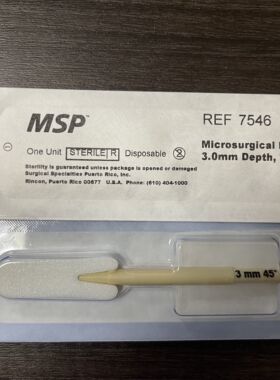 MSP™ REF 7546
One Unit STERILE R Disposable
Microsurgical
3.0mm Depth,
Sterility is guaranteed unless package is opened or damaged
Surgical Specialties Puerto Rico, Inc.
Rincon, Puerto Rico 00677 U.S.A. Phone: (610) 404-1000
3 mm 45°